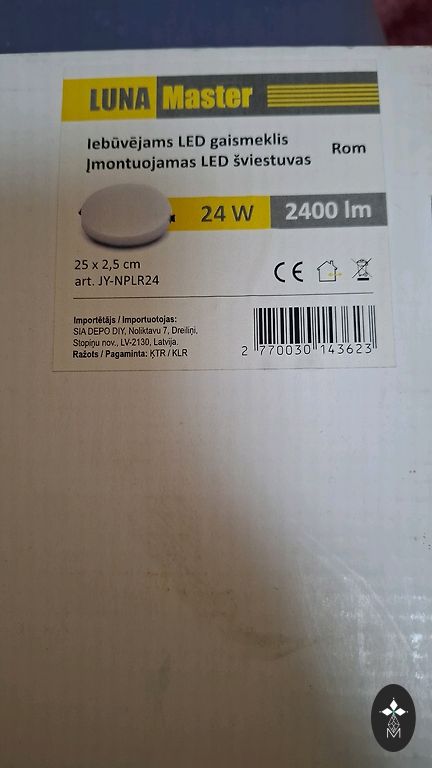 LUNA Master
Iebūvējams LED gaismeklis
Įmontuojamas LED šviestuvas
Rom
24 W 2400 lm
25 x 2,5 cm
art. JY-NPLR24
CE
Importētājs / Importuotojas:
SIA DEPO DIY, Noliktavu 7, Dreiliņi,
Stopiņu nov., LV-2130, Latvija.
Ražots / Pagaminta: ĶTR / KLR
2 770030 143623
M